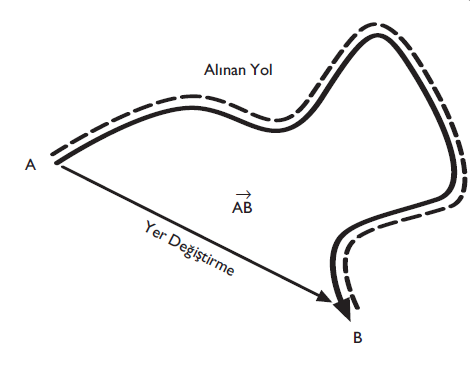 Alınan Yol
A
AB
Yer Değiştirme
B